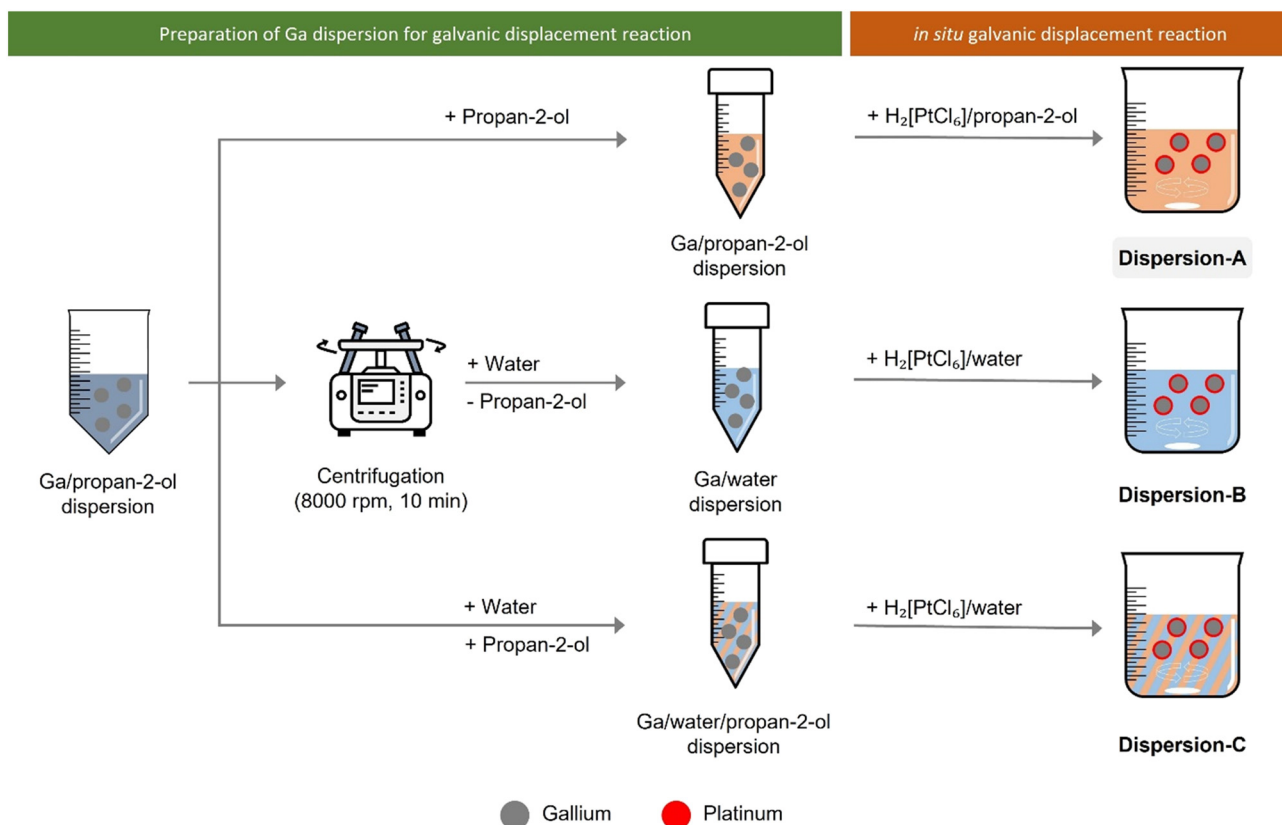 Preparation of Ga dispersion for galvanic displacement reaction
in situ galvanic displacement reaction
+ Propan-2-ol
+ H₂[PtCl₆]/propan-2-ol
Ga/propan-2-ol
dispersion
Dispersion-A
+ Water
- Propan-2-ol
+ H₂[PtCl₆]/water
Ga/propan-2-ol
dispersion
Centrifugation
(8000 rpm, 10 min)
Ga/water
dispersion
Dispersion-B
+ Water
+ Propan-2-ol
+ H₂[PtCl₆]/water
Ga/water/propan-2-ol
dispersion
Dispersion-C
Gallium
Platinum